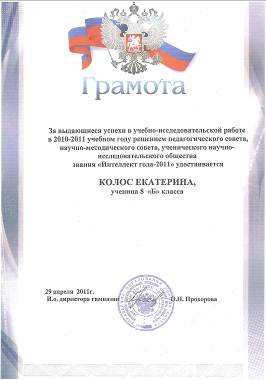 Грамота
За выдающиеся успехи в учебно-исследовательской работе
в 2010-2011 учебном году решением педагогического совета,
научно-методического совета, ученического научно-
исследовательского общества
звания «Интеллект года-2011» удостаивается
КОЛОС ЕКАТЕРИНА,
ученица 8 «Б» класса
29 апреля 2011г.
И.о. директора гимназии О.Н. Прохорова